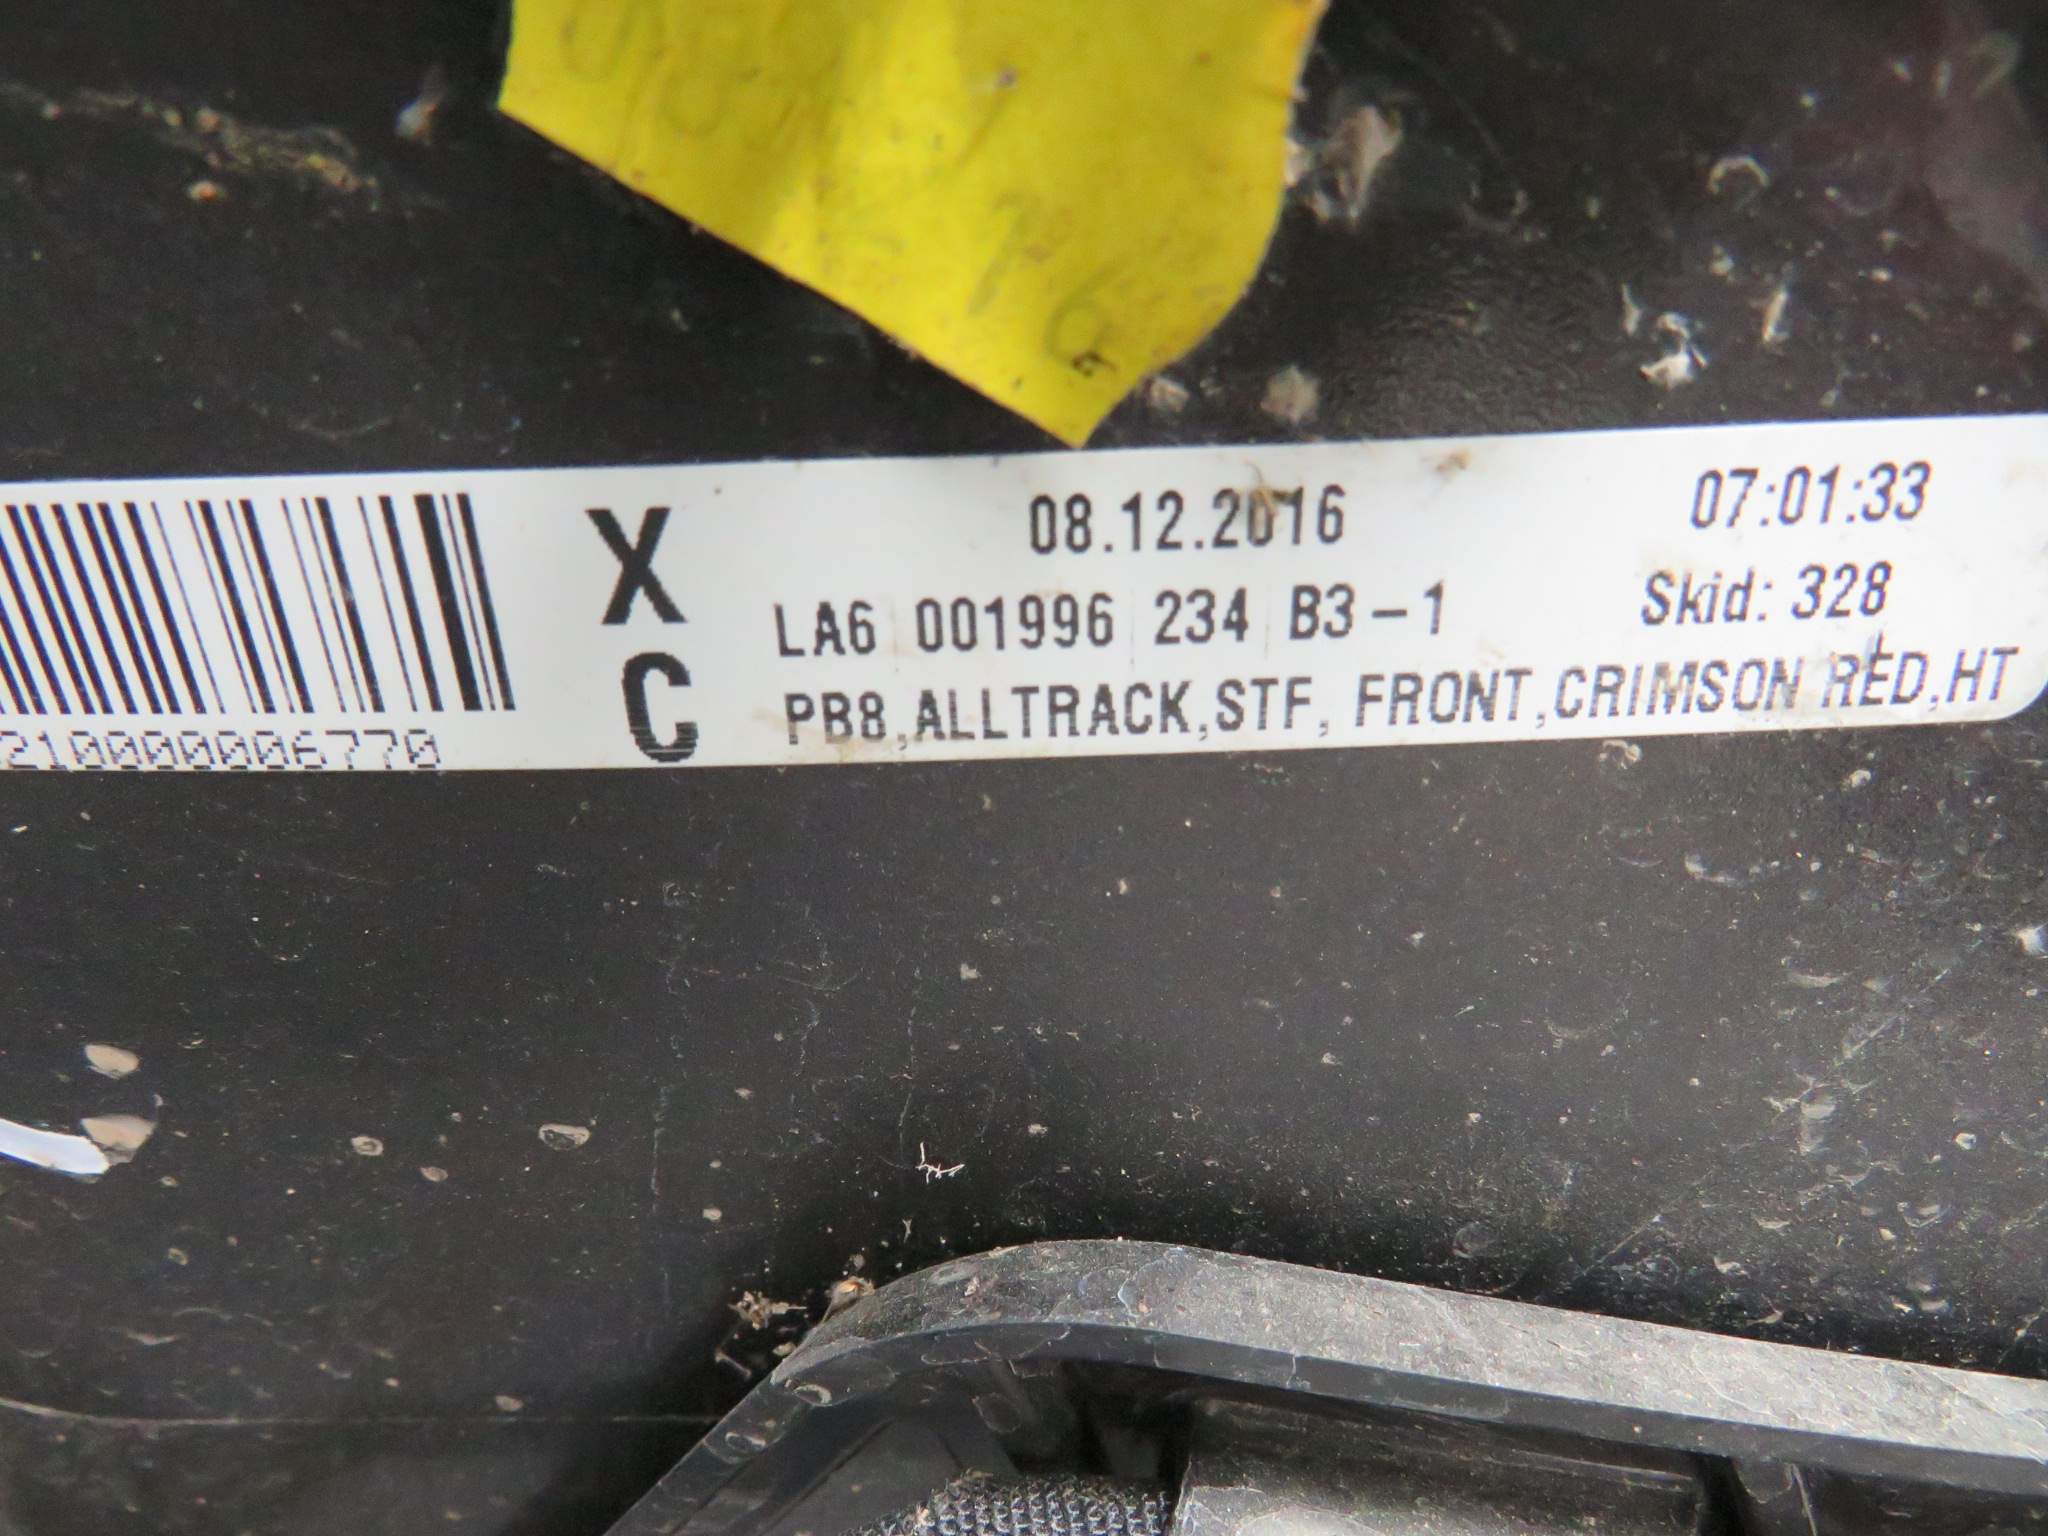 X 08.12.2016 07:01:33
LA6 001996 234 B3-1 Skid: 328
C PB8,ALLTRACK,STF, FRONT,CRIMSON RED,HT
2100000006770